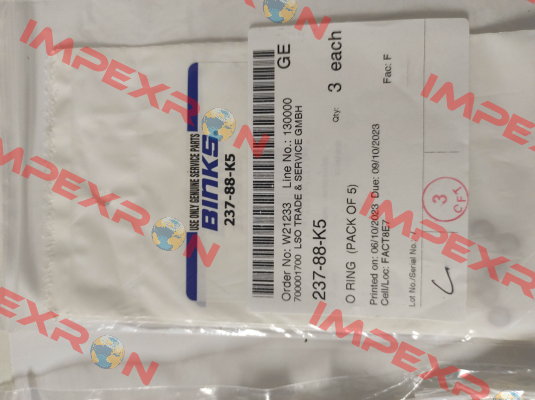 USE ONLY GENUINE SERVICE PARTS
BINKS
237-88-K5
GE
Order No: W21233 Line No.: 130000
700001700 LSO TRADE & SERVICE GMBH
237-88-K5
Qty: 3 each
O RING (PACK OF 5)
Printed on: 06/10/2023 Due: 09/10/2023
Cell/Loc: FACT8E7
Fac: F
Lot No./Serial No.:
3
IMPEXRON
IMPEXRON
IMPEXRON
IMPEXRON
IMPEXRON
IMPEXRON
IMPEXRON